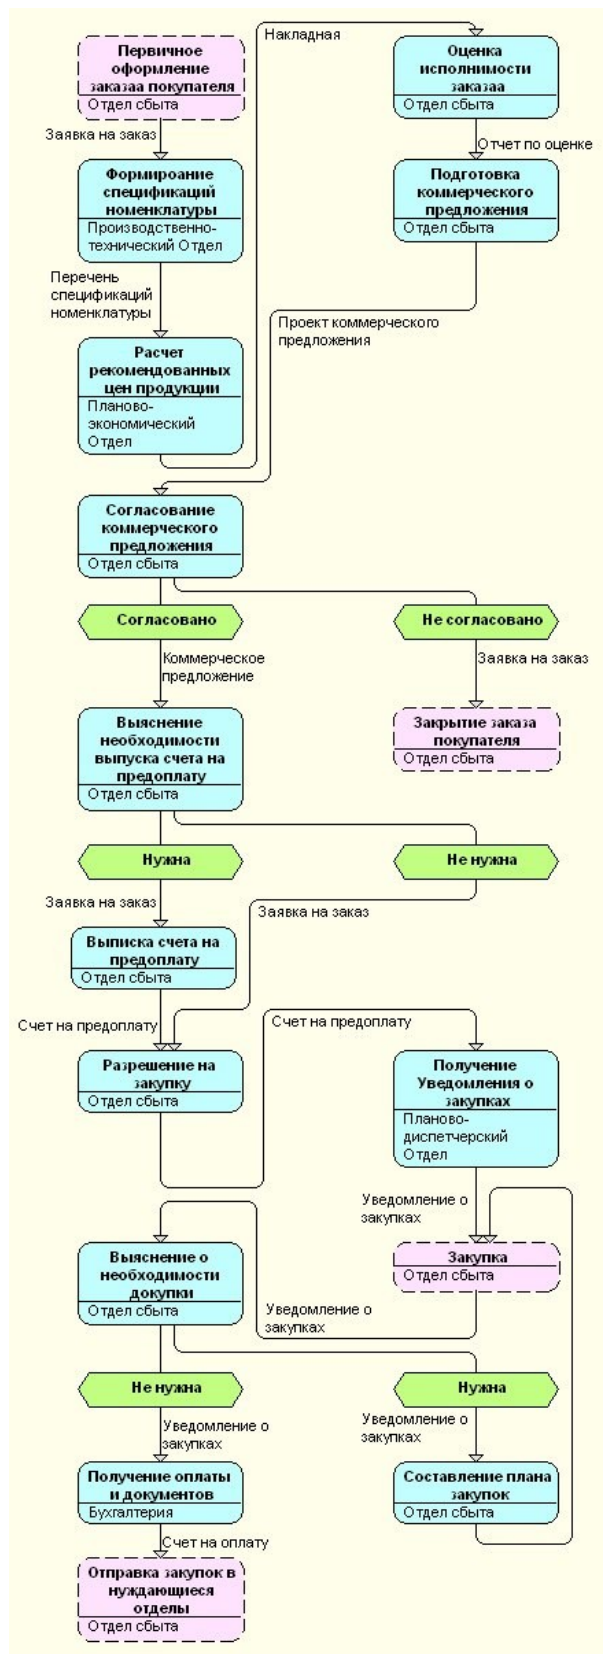 Первичное
оформление
заказаа покупателя
Отдел сбыта
Заявка на заказ
Формироание
спецификаций
номенклатуры
Производственно-
технический Отдел
Перечень
спецификаций
номенклатуры
Расчет
рекомендованных
цен продукции
Планово-
экономический
Отдел
Накладная
Оценка
исполнимости
заказаа
Отдел сбыта
Отчет по оценке
Подготовка
коммерческого
предложения
Отдел сбыта
Проект коммерческого
предложения
Согласование
коммерческого
предложения
Отдел сбыта
Согласовано
Не согласовано
Коммерческое
предложение
Заявка на заказ
Выяснение
необходимости
выпуска счета на
предоплату
Отдел сбыта
Закрытие заказа
покупателя
Отдел сбыта
Нужна
Не нужна
Заявка на заказ
Заявка на заказ
Выписка счета на
предоплату
Отдел сбыта
Счет на предоплату
Счет на предоплату
Разрешение на
закупку
Отдел сбыта
Получение
Уведомления о
закупках
Планово-
диспетчерский
Отдел
Уведомление о
закупках
Закупка
Отдел сбыта
Выяснение о
необходимости
докупки
Отдел сбыта
Уведомление о
закупках
Не нужна
Нужна
Уведомление о
закупках
Уведомление о
закупках
Получение оплаты
и документов
Бухгалтерия
Составление плана
закупок
Отдел сбыта
Счет на оплату
Отправка закупок в
нуждающиеся
отделы
Отдел сбыта